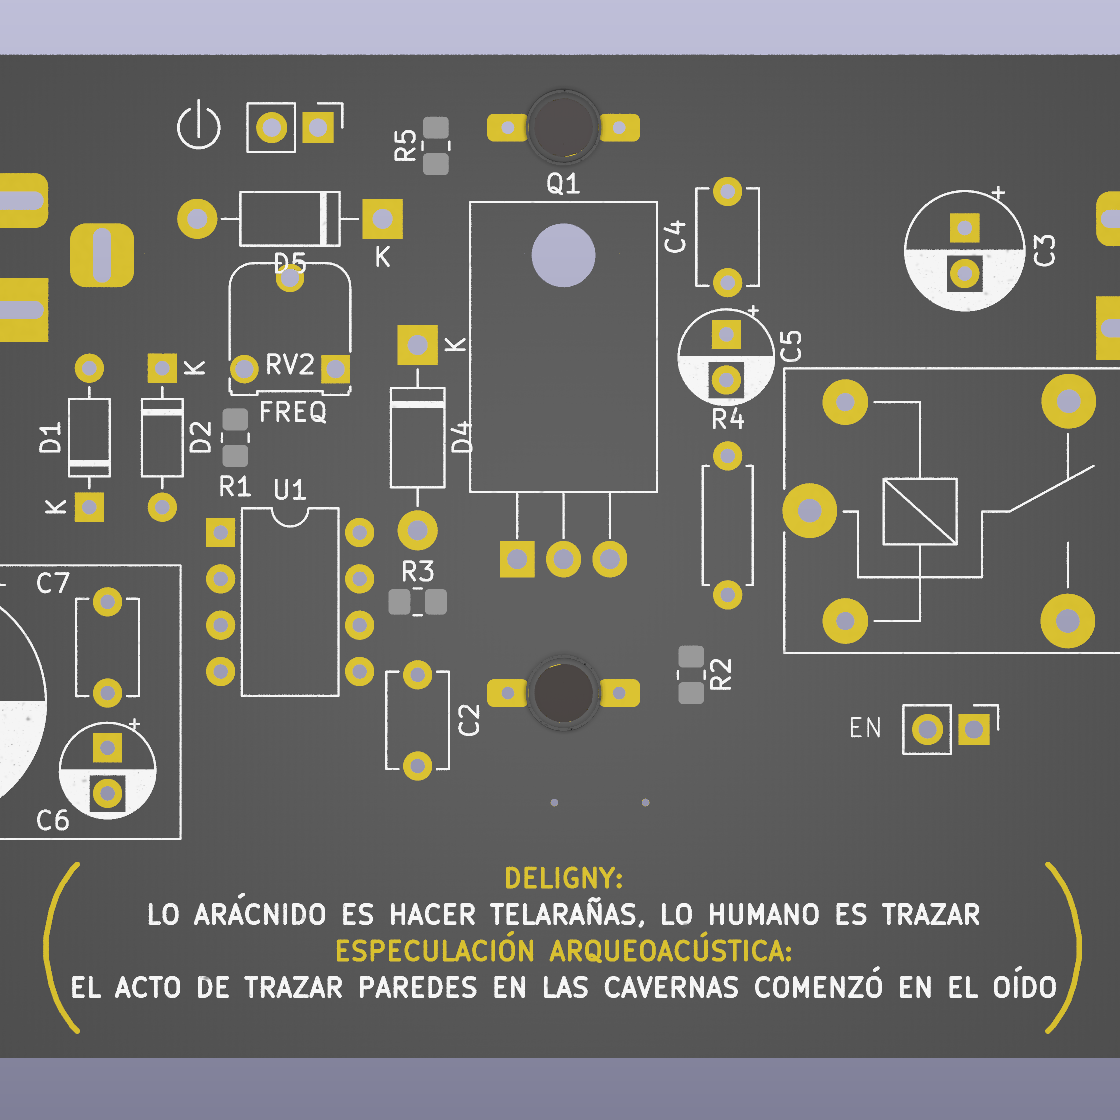 R5
Q1
C4
C3
+
K
D5
+
C5
K
RV2
FREQ
K
R4
D1
D2
D4
R1
U1
K
R3
C7
R2
C2
+
EN
C6
DELIGNY:
LO ARÁCNIDO ES HACER TELARAÑAS, LO HUMANO ES TRAZAR
ESPECULACIÓN ARQUEOACÚSTICA:
EL ACTO DE TRAZAR PAREDES EN LAS CAVERNAS COMENZÓ EN EL OÍDO